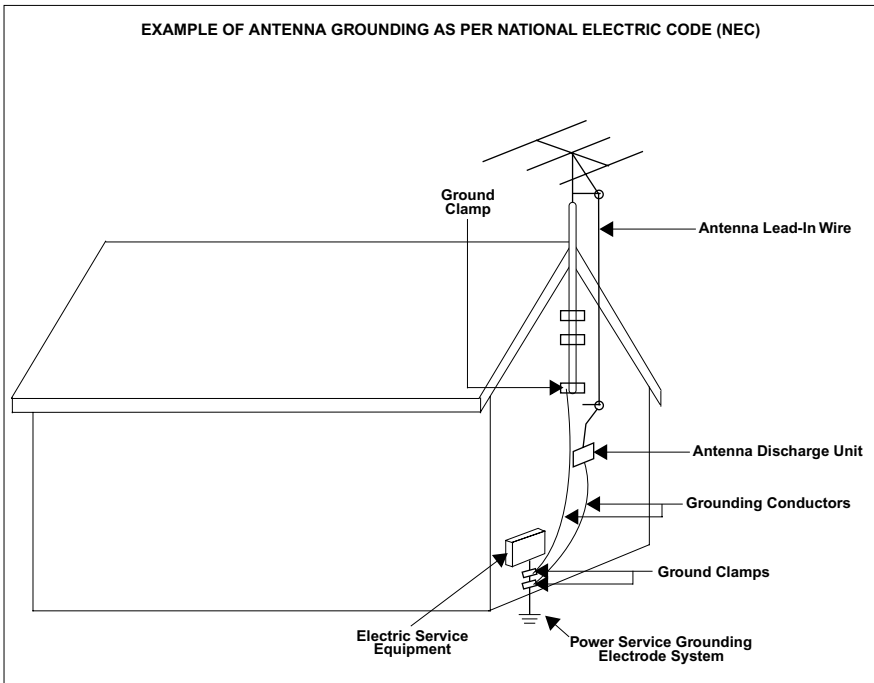 EXAMPLE OF ANTENNA GROUNDING AS PER NATIONAL ELECTRIC CODE (NEC)
Ground
Clamp
Antenna Lead-In Wire
Antenna Discharge Unit
Grounding Conductors
Ground Clamps
Electric Service
Equipment
Power Service Grounding
Electrode System